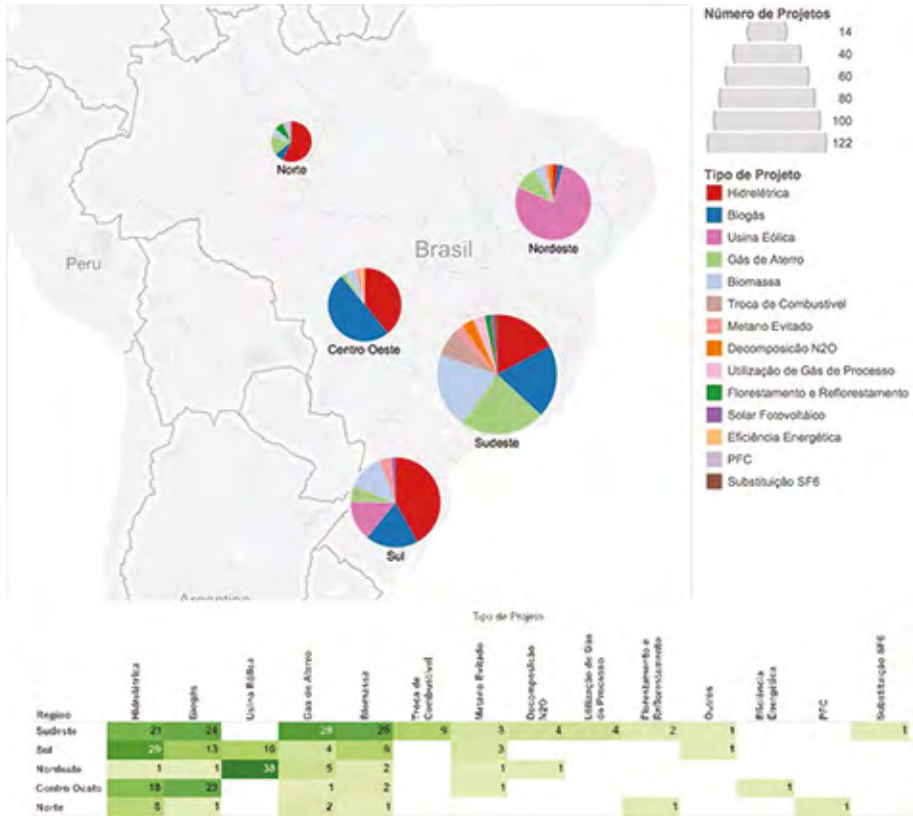 Número de Projetos
14
40
60
80
100
122
Tipo de Projeto
Hidrelétrica
Biogás
Usina Eólica
Gás de Aterro
Biomassa
Troca de Combustível
Metano Evitado
Decomposicão N2O
Utilização de Gás de Processo
Florestamento e Reflorestamento
Solar Fotovoltáico
Eficiência Energética
PFC
Substituição SF6
Norte
Nordeste
Brasil
Peru
Centro Oeste
Sudeste
Sul
Argentina
Tipo de Projeto
Região Hidrelétrica Biogás Usina Eólica Gás de Aterro Biomassa Troca de Combustível Metano Evitado Decomposição N2O Utilização de Gás de Processo Florestamento e Reflorestamento Outros Eficiência Energética PFC Substituição SF6
Sudeste 21 24 28 25 9 3 4 4 2 1 1
Sul 29 13 10 4 9 3 1
Nordeste 1 1 38 5 2 1 1
Centro Oeste 18 23 1 2 1 1
Norte 1 2 1 1 1